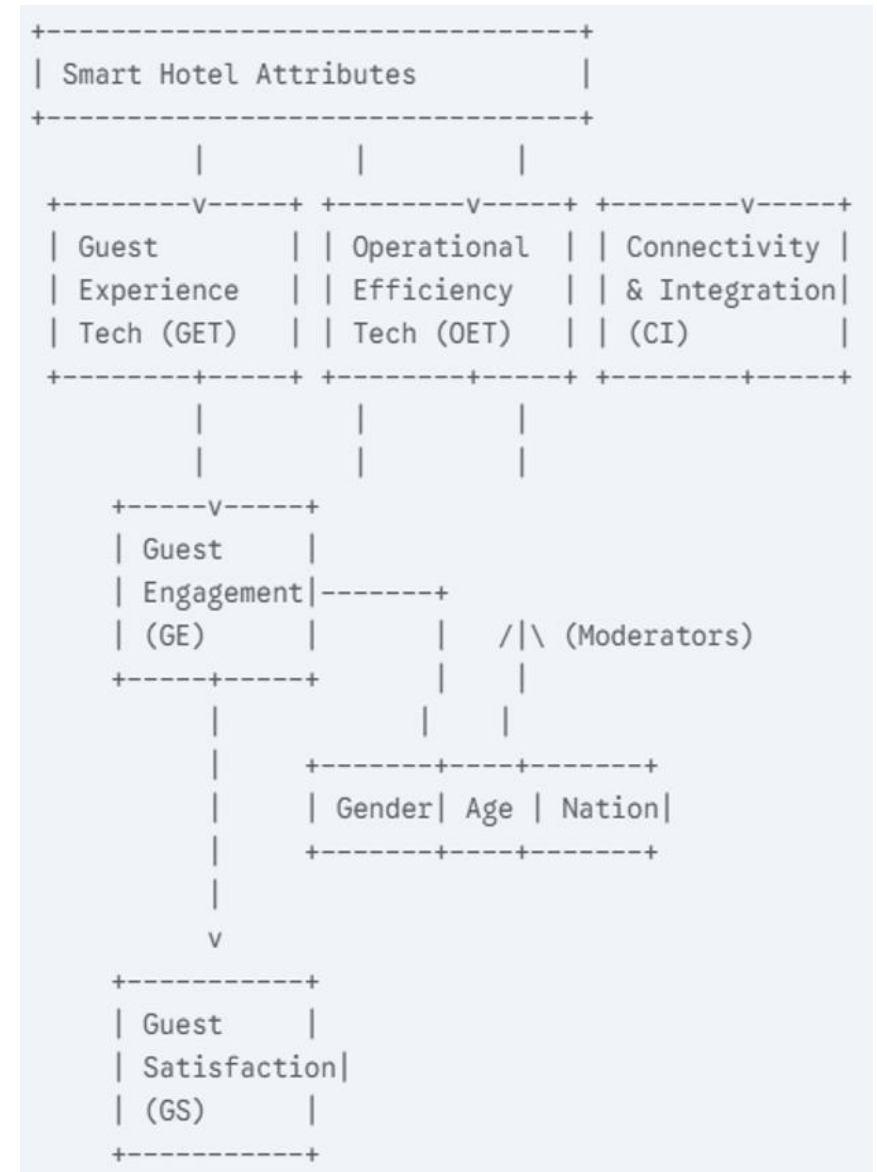 Smart Hotel Attributes
Guest Experience Tech (GET)
Operational Efficiency Tech (OET)
Connectivity & Integration (CI)
Guest
Engagement
(GE)
(Moderators)
Gender Age Nation
Guest
Satisfaction
(GS)